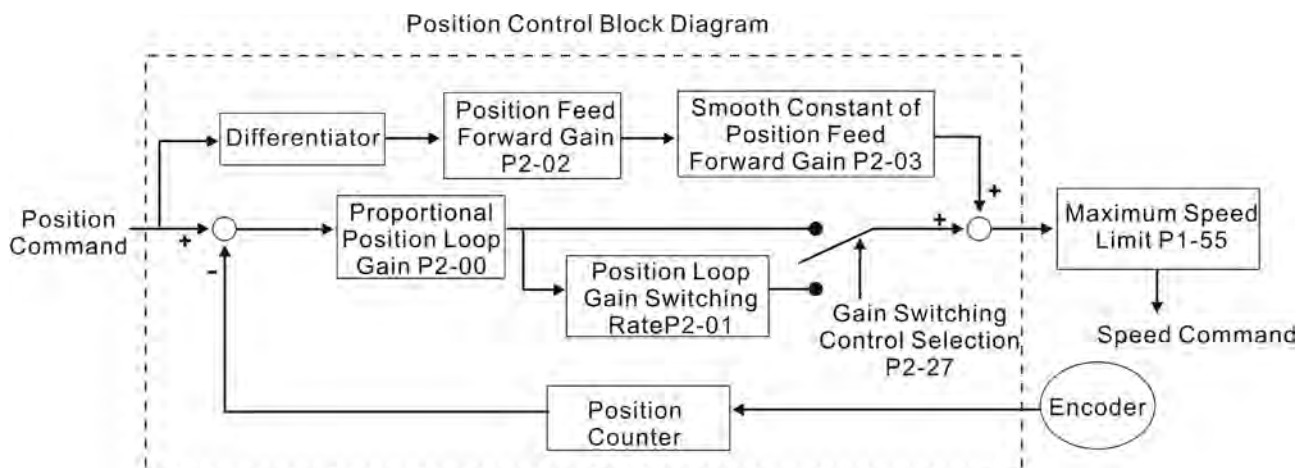 Position Control Block Diagram
Differentiator
Position Feed
Forward Gain
P2-02
Smooth Constant of
Position Feed
Forward Gain P2-03
Position
Command
+
-
Proportional
Position Loop
Gain P2-00
Position Loop
Gain Switching
RateP2-01
Gain Switching
Control Selection
P2-27
+
+
Maximum Speed
Limit P1-55
Speed Command
Encoder
Position
Counter